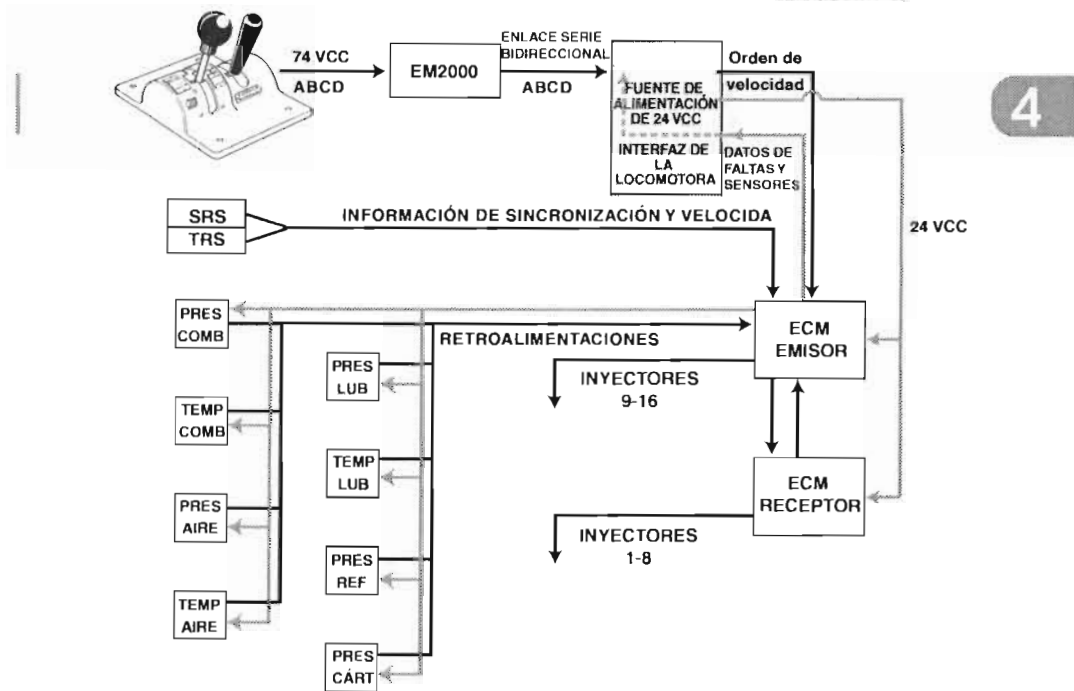 4
74 VCC
ABCD
EM2000
ENLACE SERIE
BIDIRECCIONAL
ABCD
FUENTE DE
ALIMENTACIÓN
DE 24 VCC
INTERFAZ DE
LA
LOCOMOTORA
Orden de
velocidad
DATOS DE
FALTAS Y
SENSORES
24 VCC
SRS
TRS
INFORMACIÓN DE SINCRONIZACIÓN Y VELOCIDA
PRES
COMB
TEMP
COMB
PRES
AIRE
TEMP
AIRE
PRES
LUB
TEMP
LUB
PRES
REF
PRES
CÁRT
RETROALIMENTACIONES
ECM
EMISOR
INYECTORES
9-16
ECM
RECEPTOR
INYECTORES
1-8